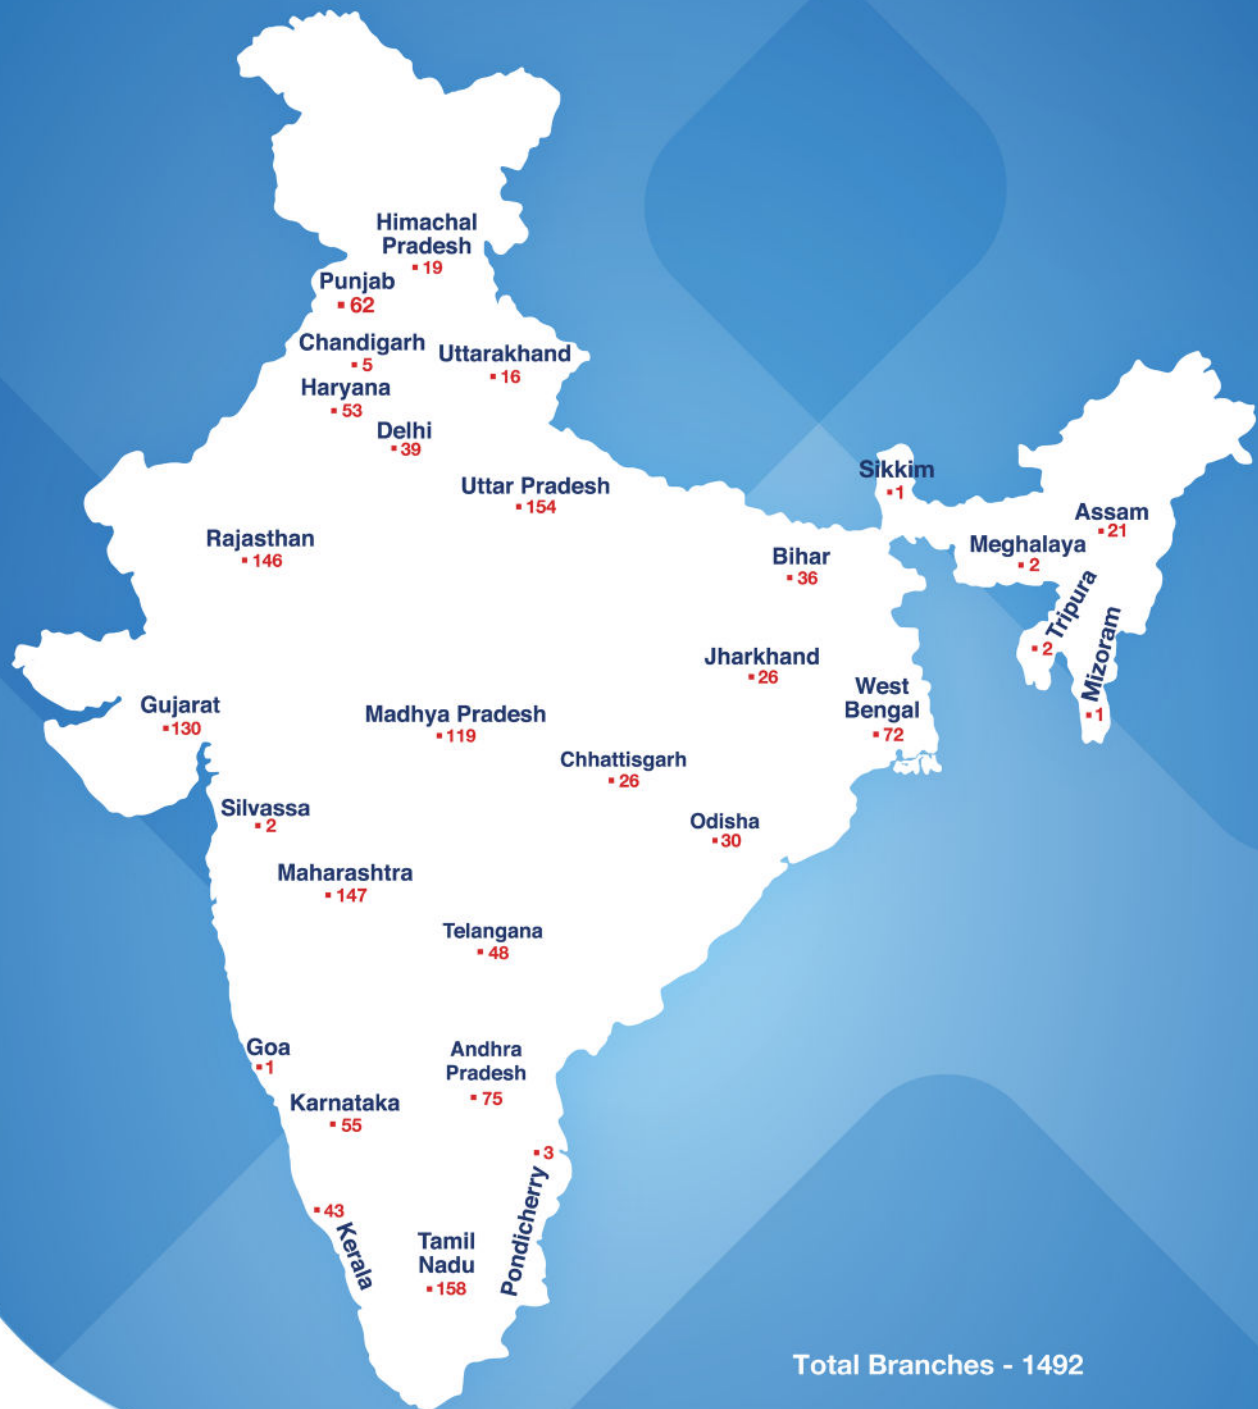 Himachal
Pradesh
19
Punjab
62
Chandigarh
5
Uttarakhand
16
Haryana
53
Delhi
39
Sikkim
1
Uttar Pradesh
154
Assam
21
Rajasthan
146
Meghalaya
2
Bihar
36
Tripura
2
Mizoram
1
Jharkhand
26
West
Bengal
72
Gujarat
130
Madhya Pradesh
119
Chhattisgarh
26
Silvassa
2
Odisha
30
Maharashtra
147
Telangana
48
Goa
1
Andhra
Pradesh
75
Karnataka
55
3
Pondicherry
43
Kerala
Tamil
Nadu
158
Total Branches - 1492